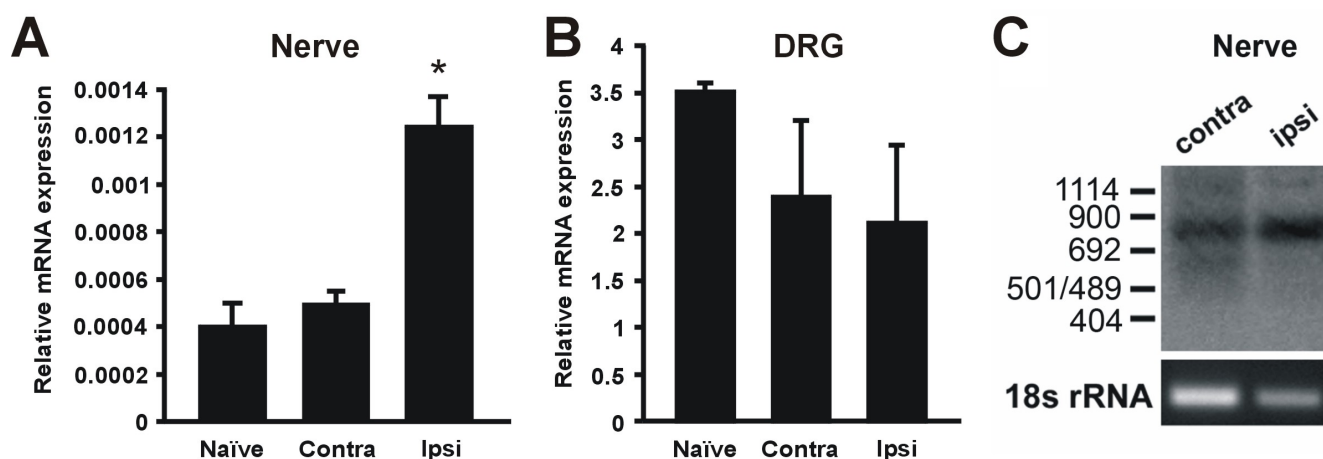 A
Nerve
*
Relative mRNA expression
0.0014
0.0012
0.001
0.0008
0.0006
0.0004
0.0002
0
Naïve Contra Ipsi
B
DRG
Relative mRNA expression
4
3.5
3
2.5
2
1.5
1
0.5
0
Naïve Contra Ipsi
C
Nerve
contra ipsi
1114
900
692
501/489
404
18s rRNA